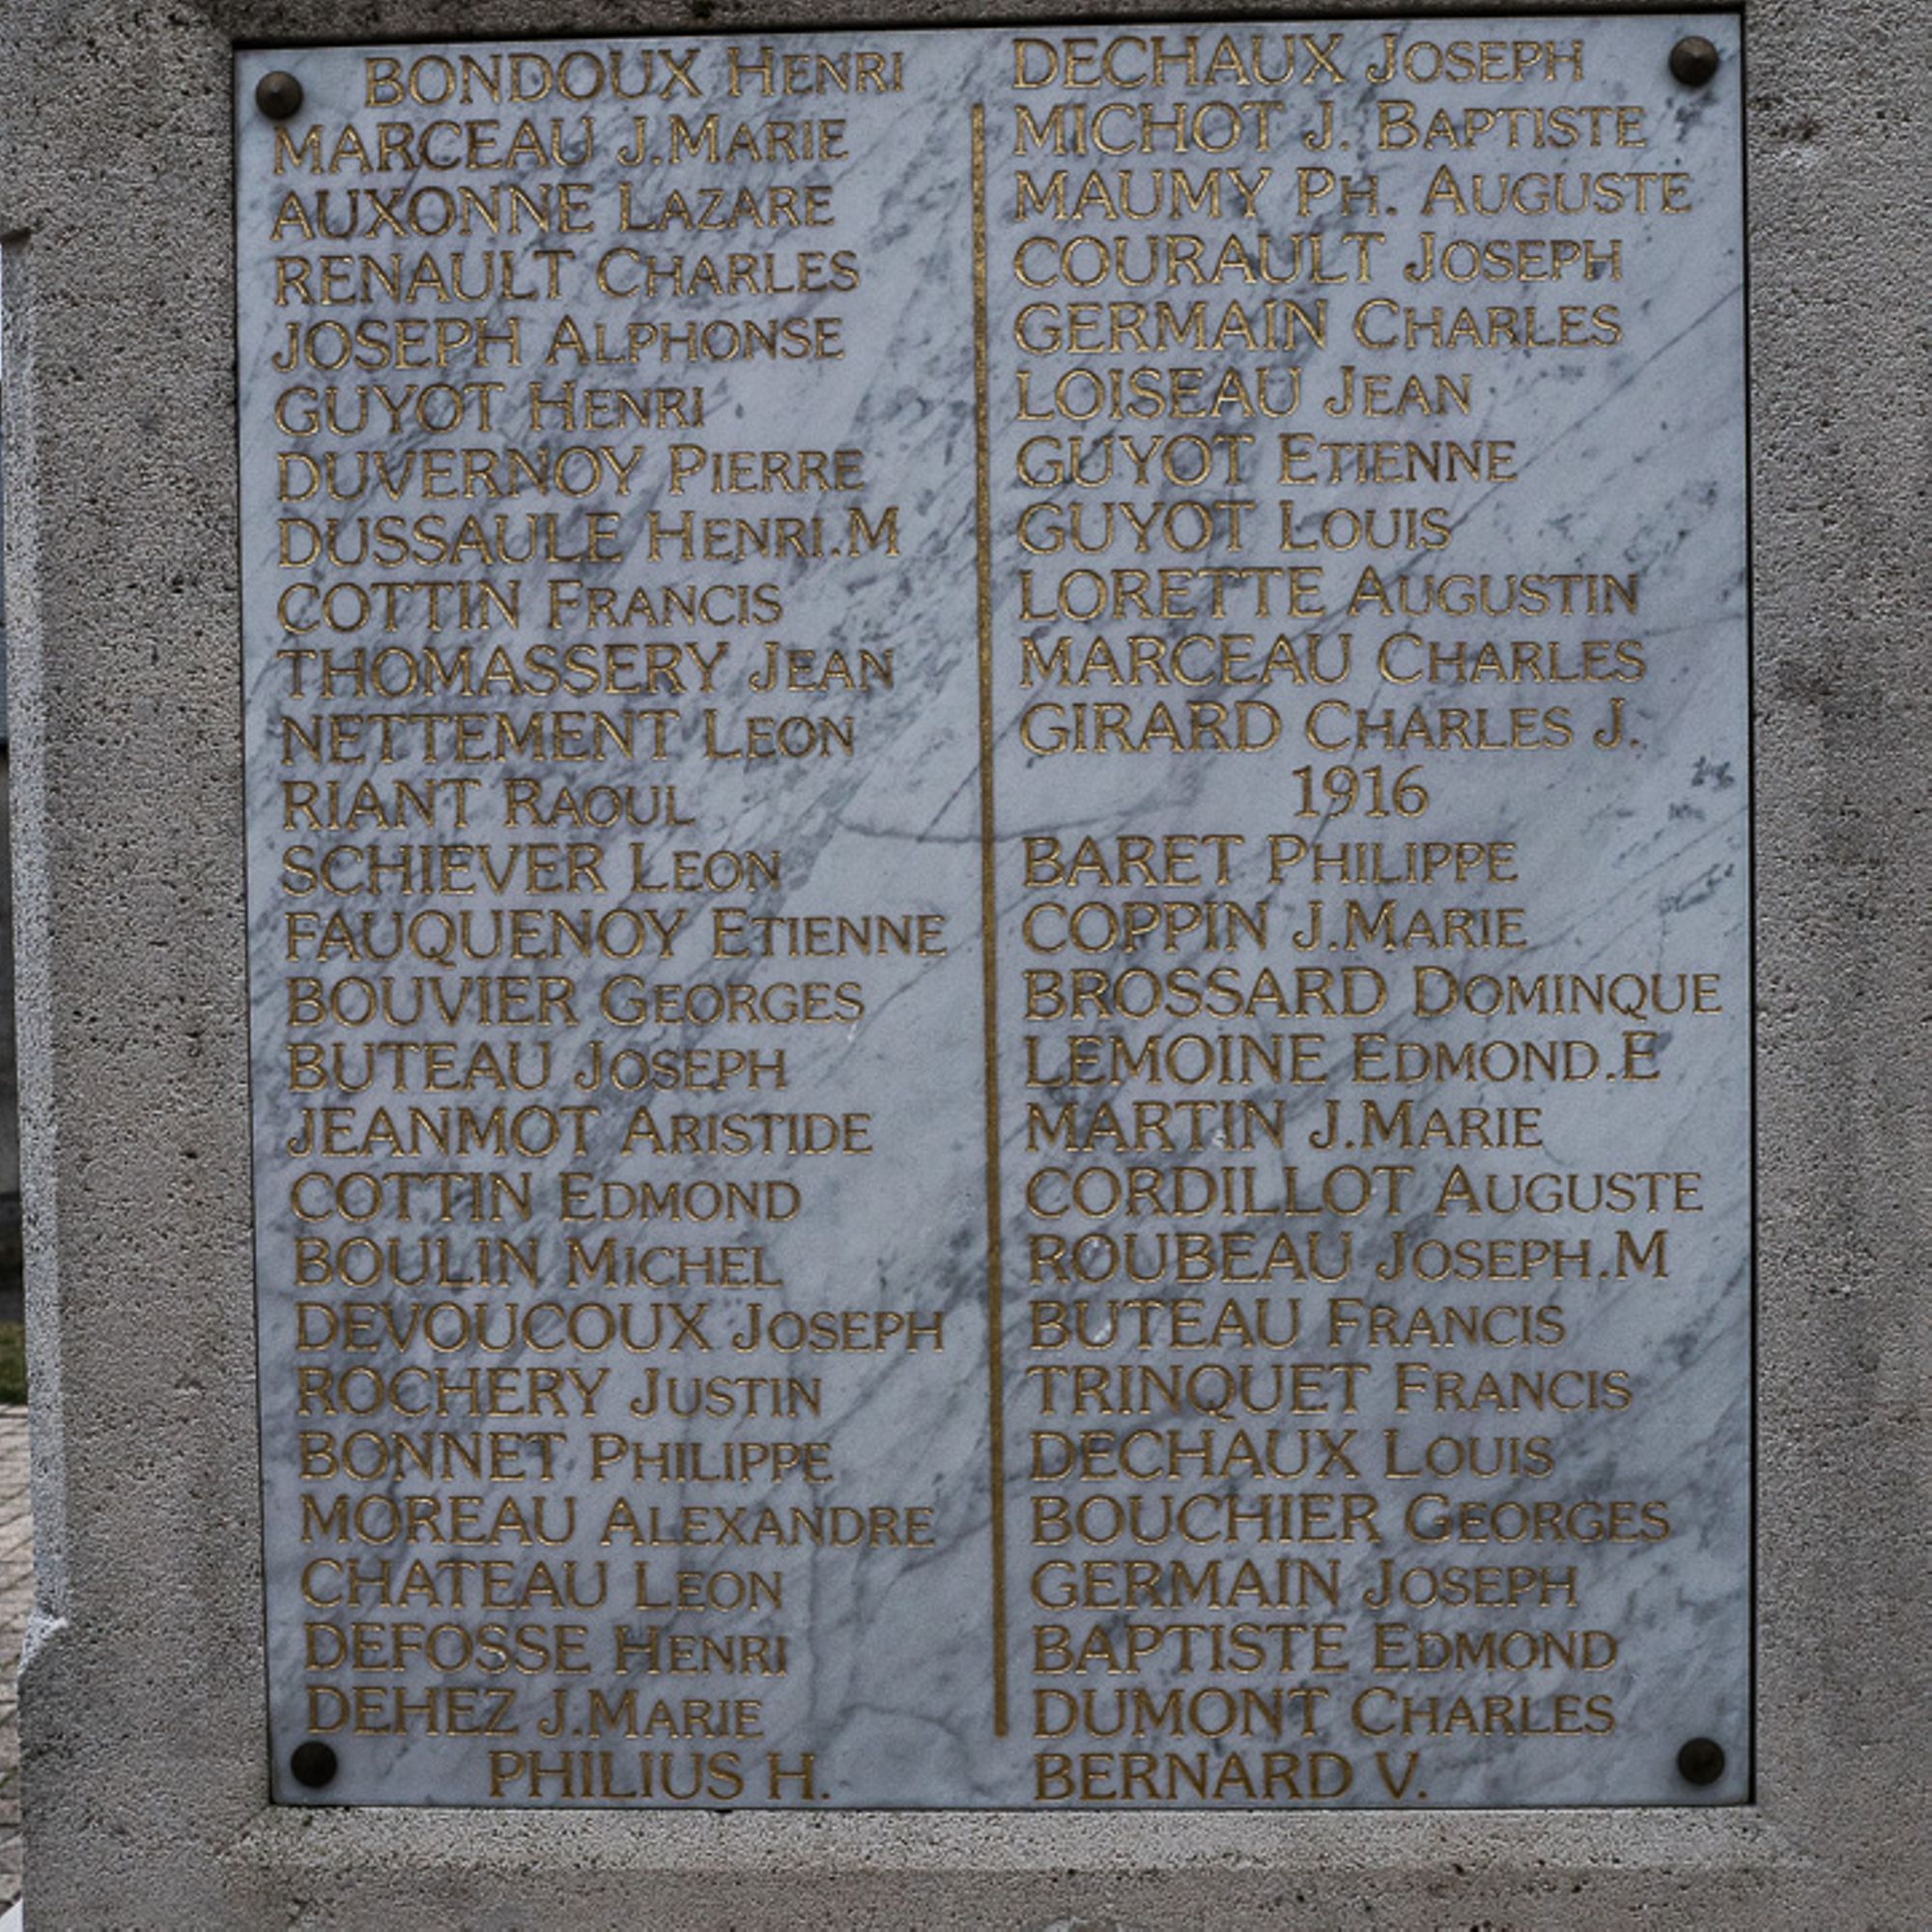 BONDOUX HENRI
MARCEAU J.MARIE
AUXONNE LAZARE
RENAULT CHARLES
JOSEPH ALPHONSE
GUYOT HENRI
DUVERNOY PIERRE
DUSSAULE HENRI.M
COTTIN FRANCIS
THOMASSERY JEAN
NETTEMENT LEON
RIANT RAOUL
SCHIEVER LEON
FAUQUENOY ETIENNE
BOUVIER GEORGES
BUTEAU JOSEPH
JEANMOT ARISTIDE
COTTIN EDMOND
BOULIN MICHEL
DEVOUCOUX JOSEPH
ROCHERY JUSTIN
BONNET PHILIPPE
MOREAU ALEXANDRE
CHATEAU LEON
DEFOSSE HENRI
DEHEZ J.MARIE
PHILIUS H.
DECHAUX JOSEPH
MICHOT J. BAPTISTE
MAUMY PH. AUGUSTE
COURAULT JOSEPH
GERMAIN CHARLES
LOISEAU JEAN
GUYOT ETIENNE
GUYOT LOUIS
LORETTE AUGUSTIN
MARCEAU CHARLES
GIRARD CHARLES J.
1916
BARET PHILIPPE
COPPIN J.MARIE
BROSSARD DOMINQUE
LEMOINE EDMOND.E
MARTIN J.MARIE
CORDILLOT AUGUSTE
ROUBEAU JOSEPH.M
BUTEAU FRANCIS
TRINQUET FRANCIS
DECHAUX LOUIS
BOUCHIER GEORGES
GERMAIN JOSEPH
BAPTISTE EDMOND
DUMONT CHARLES
BERNARD V.